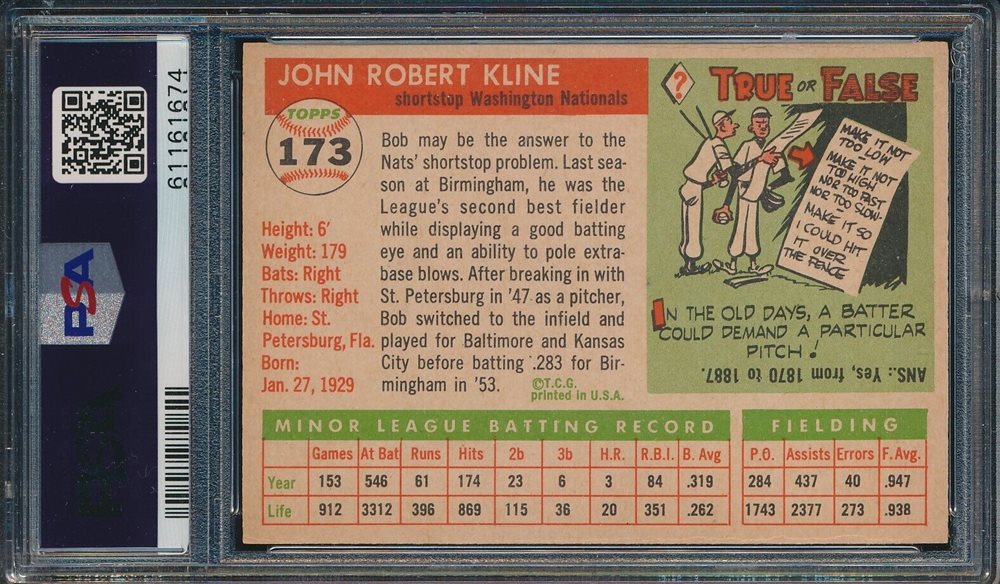 61161674
PSA
JOHN ROBERT KLINE
shortstop Washington Nationals
TOPPS
173
Bob may be the answer to the
Nats' shortstop problem. Last sea-
son at Birmingham, he was the
League's second best fielder
while displaying a good batting
eye and an ability to pole extra-
base blows. After breaking in with
St. Petersburg in '47 as a pitcher,
Bob switched to the infield and
played for Baltimore and Kansas
City before batting .283 for Bir-
mingham in '53.
©T.C.G.
printed in U.S.A.
Height: 6'
Weight: 179
Bats: Right
Throws: Right
Home: St.
Petersburg, Fla.
Born:
Jan. 27, 1929
?
TRUE OR FALSE
MAKE IT NOT
TOO LOW-
MAKE IT NOT
TOO HIGH
NOR TOO FAST
NOR TOO SLOW-
MAKE IT SO
I COULD HIT
IT OVER
THE FENCE
IN THE OLD DAYS, A BATTER
COULD DEMAND A PARTICULAR
PITCH!
ANS.: Yes, from 1870 to 1887.
MINOR LEAGUE BATTING RECORD FIELDING
Games At Bat Runs Hits 2b 3b H.R. R.B.I. B. Avg P.O. Assists Errors F. Avg.
Year 153 546 61 174 23 6 3 84 .319 284 437 40 .947
Life 912 3312 396 869 115 36 20 351 .262 1743 2377 273 .938